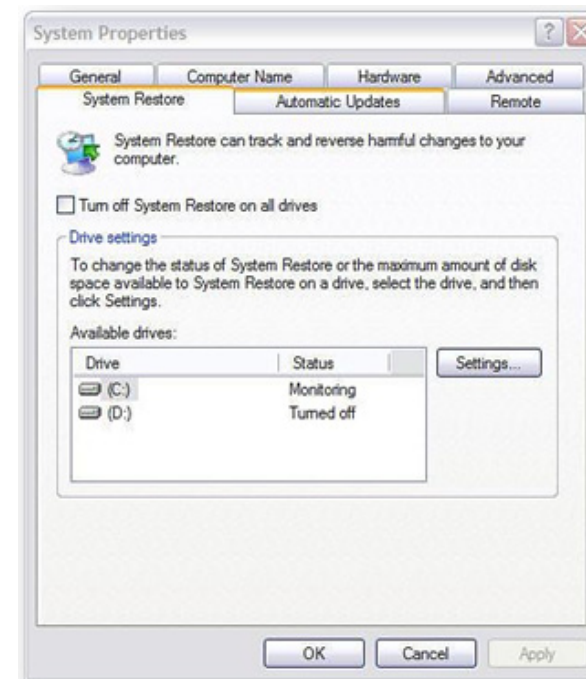 System Properties
General Computer Name Hardware Advanced
System Restore Automatic Updates Remote
System Restore can track and reverse harmful changes to your
computer.
Turn off System Restore on all drives
Drive settings
To change the status of System Restore or the maximum amount of disk
space available to System Restore on a drive, select the drive, and then
click Settings.
Available drives:
Drive Status
Settings...
(C:) Monitoring
(D:) Turned off
OK Cancel Apply